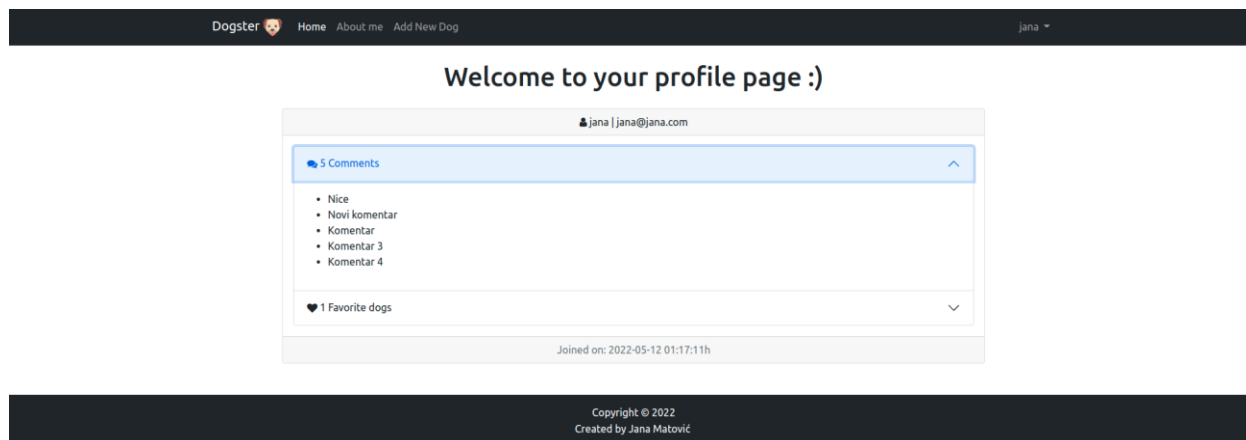 Dogster Home About me Add New Dog jana
Welcome to your profile page :)
jana | jana@jana.com
5 Comments
Nice
Novi komentar
Komentar
Komentar 3
Komentar 4
1 Favorite dogs
Joined on: 2022-05-12 01:17:11h
Copyright © 2022
Created by Jana Matović